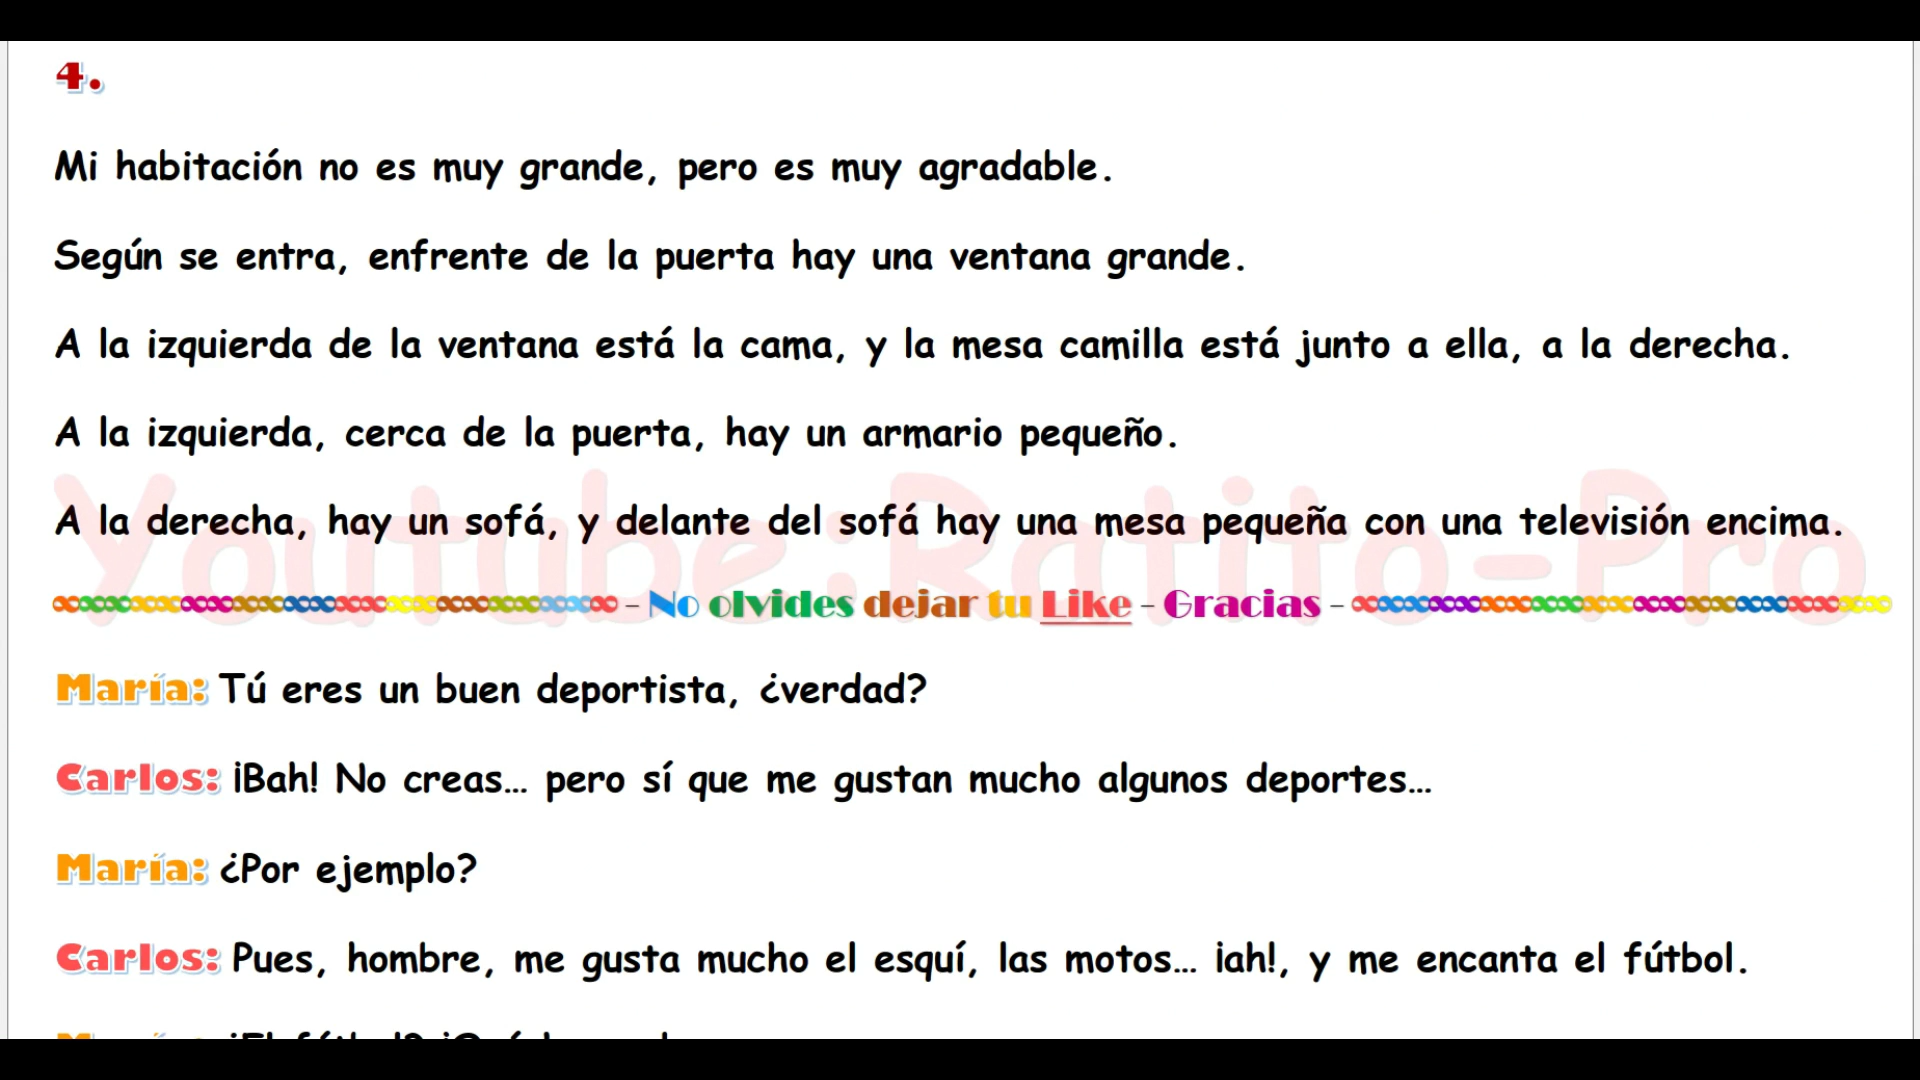 4.
Mi habitación no es muy grande, pero es muy agradable.
Según se entra, enfrente de la puerta hay una ventana grande.
A la izquierda de la ventana está la cama, y la mesa camilla está junto a ella, a la derecha.
A la izquierda, cerca de la puerta, hay un armario pequeño.
A la derecha, hay un sofá, y delante del sofá hay una mesa pequeña con una televisión encima.
Youtube:Ratito-Pro
- No olvides dejar tu Like - Gracias -
María: Tú eres un buen deportista, ¿verdad?
Carlos: ¡Bah! No creas... pero sí que me gustan mucho algunos deportes...
María: ¿Por ejemplo?
Carlos: Pues, hombre, me gusta mucho el esquí, las motos... ¡ah!, y me encanta el fútbol.